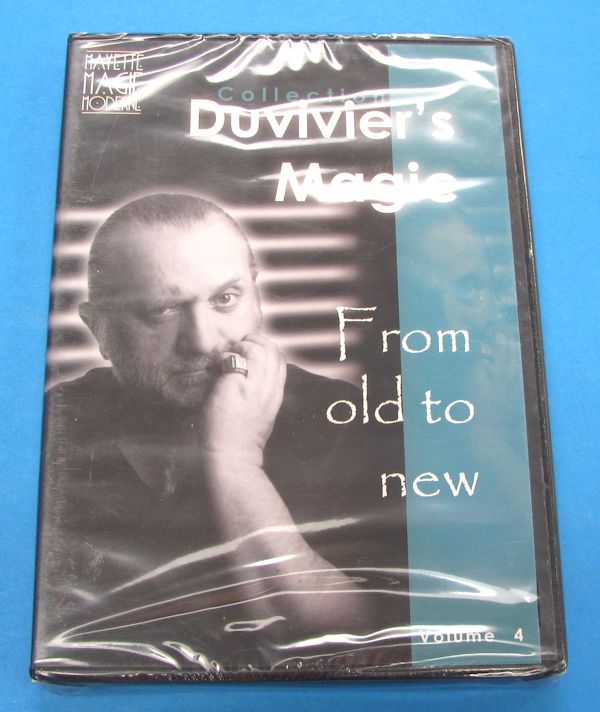 MAYETTE
MAGIE
MODERNE
Collection
Duvivier's
Magic
From
old to
new
Volume 4